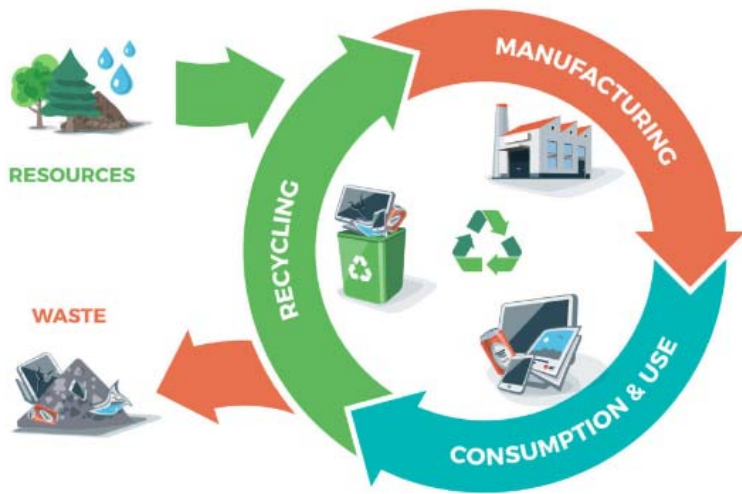 MANUFACTURING
RESOURCES
RECYCLING
WASTE
CONSUMPTION & USE